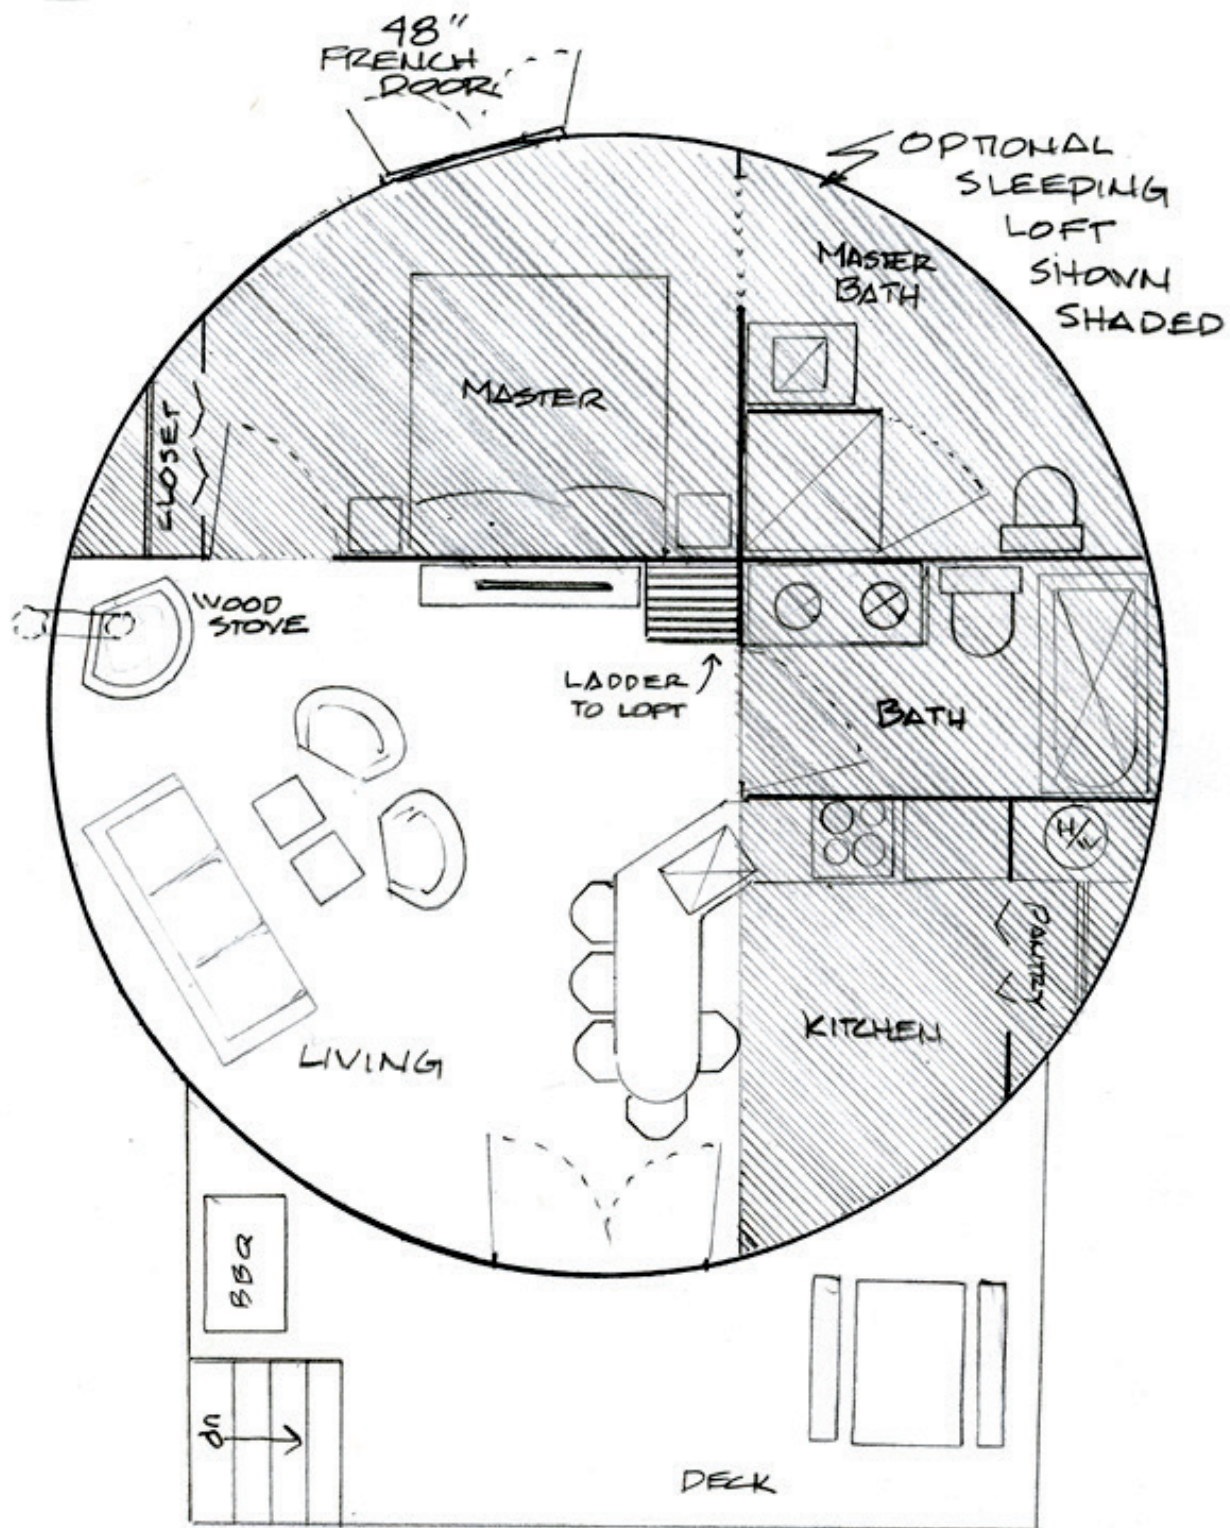 48"
FRENCH
DOOR
OPTIONAL
SLEEPING
LOFT
SHOWN
SHADED
MASTER
BATH
MASTER
CLOSET
WOOD
STOVE
LADDER
TO LOFT
BATH
H/W
PANTRY
KITCHEN
LIVING
BBQ
UP
DECK